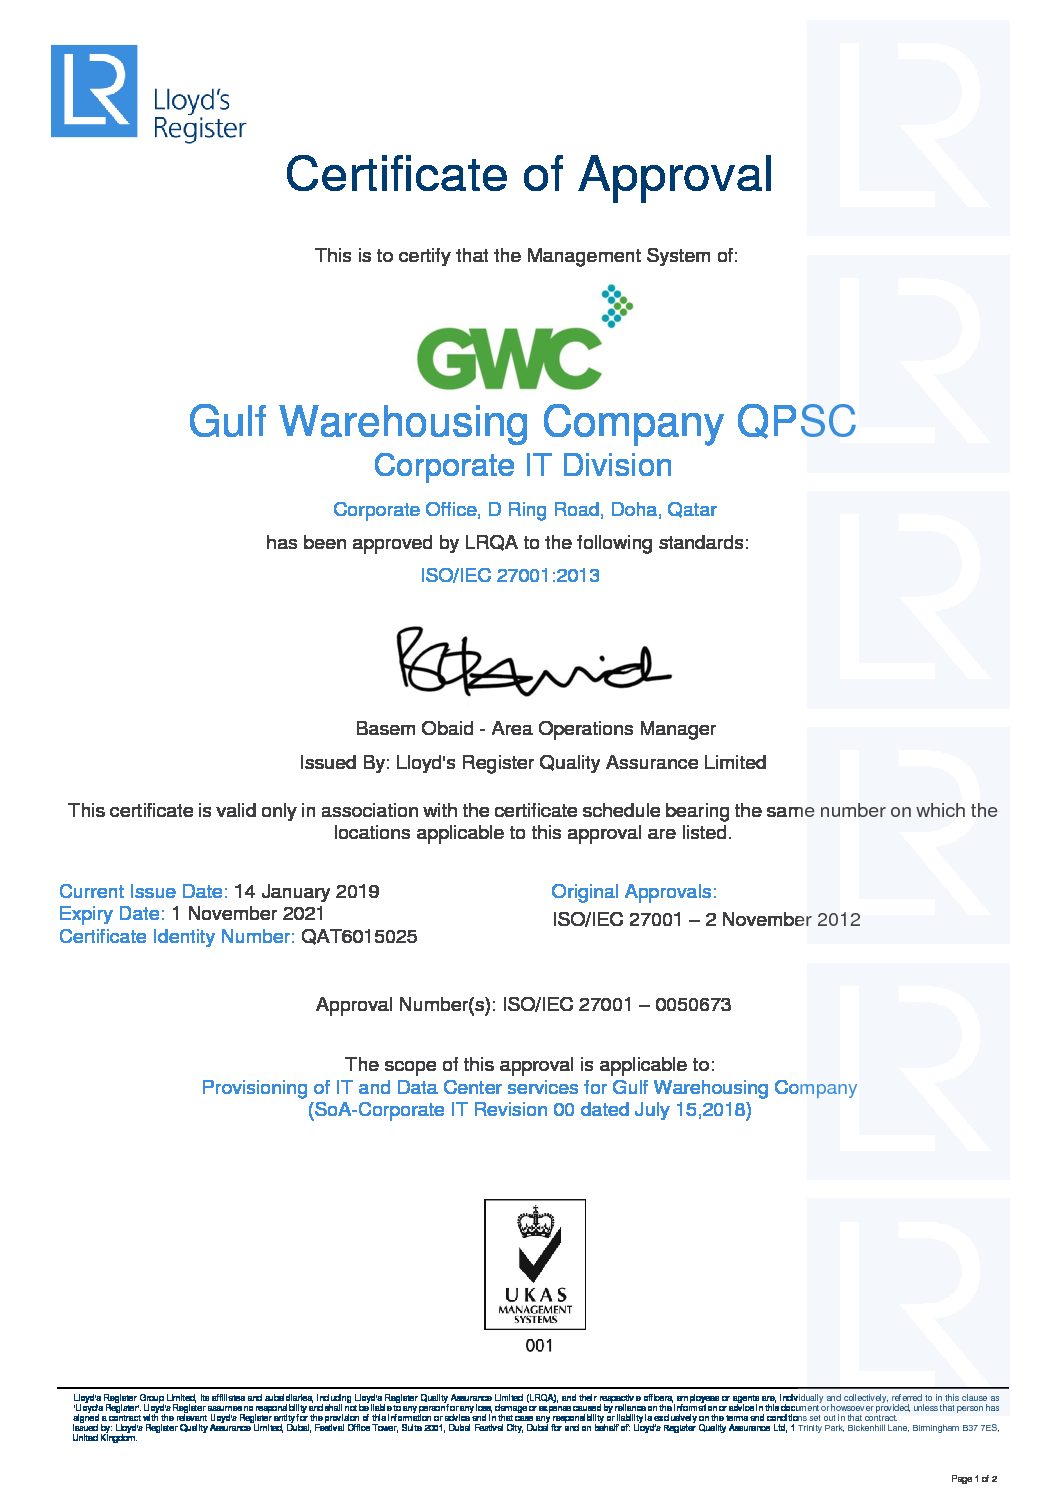 LR
Lloyd's
Register
Certificate of Approval
This is to certify that the Management System of:
GWC
Gulf Warehousing Company QPSC
Corporate IT Division
Corporate Office, D Ring Road, Doha, Qatar
has been approved by LRQA to the following standards:
ISO/IEC 27001:2013
Basem Obaid - Area Operations Manager
Issued By: Lloyd's Register Quality Assurance Limited
This certificate is valid only in association with the certificate schedule bearing the same number on which the
locations applicable to this approval are listed.
Current Issue Date: 14 January 2019
Expiry Date: 1 November 2021
Certificate Identity Number: QAT6015025
Original Approvals:
ISO/IEC 27001 – 2 November 2012
Approval Number(s): ISO/IEC 27001 – 0050673
The scope of this approval is applicable to:
Provisioning of IT and Data Center services for Gulf Warehousing Company
(SoA-Corporate IT Revision 00 dated July 15,2018)
UKAS
MANAGEMENT
SYSTEMS
001
Lloyd's Register Group Limited, its affiliates and subsidiaries, including Lloyd's Register Quality Assurance Limited (LRQA), and their respective officers, employees or agents are, individually and collectively, referred to in this clause as
'Lloyd's Register'. Lloyd's Register assumes no responsibility and shall not be liable to any person for any loss, damage or expense caused by reliance on the information or advice in this document or howsoever provided, unless that person has
signed a contract with the relevant Lloyd's Register entity for the provision of this information or advice and in that case any responsibility or liability is exclusively on the terms and conditions set out in that contract.
Issued by: Lloyd's Register Quality Assurance Limited, Dubai, Festival Office Tower, Suite 2001, Dubai Festival City, Dubai for and on behalf of: Lloyd's Register Quality Assurance Ltd, 1 Trinity Park, Bickenhill Lane, Birmingham B37 7ES,
United Kingdom.
Page 1 of 2